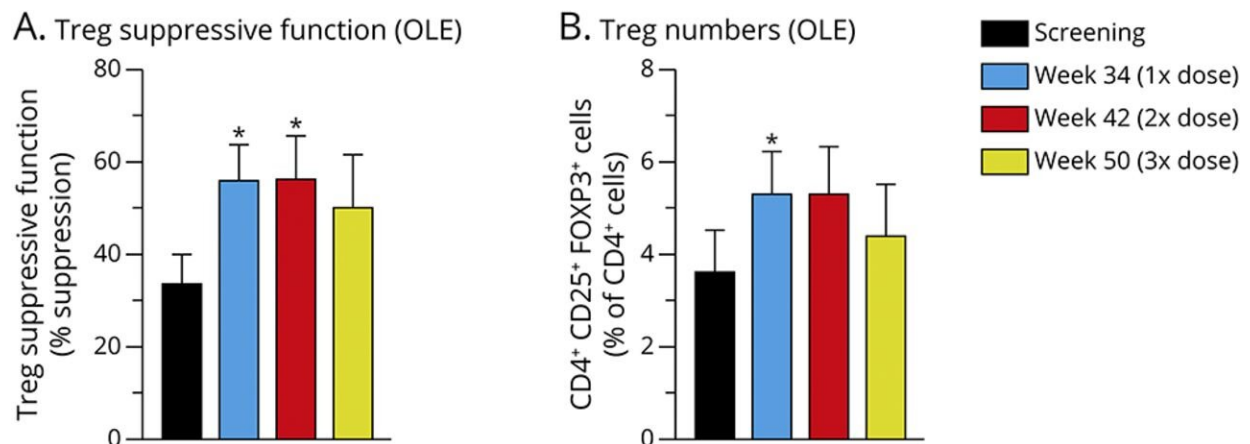 A. Treg suppressive function (OLE)
Treg suppressive function
(% suppression)
80
60
40
20
0
*
*
B. Treg numbers (OLE)
CD4⁺ CD25⁺ FOXP3⁺ cells
(% of CD4⁺ cells)
8
6
4
2
0
*
Screening
Week 34 (1x dose)
Week 42 (2x dose)
Week 50 (3x dose)